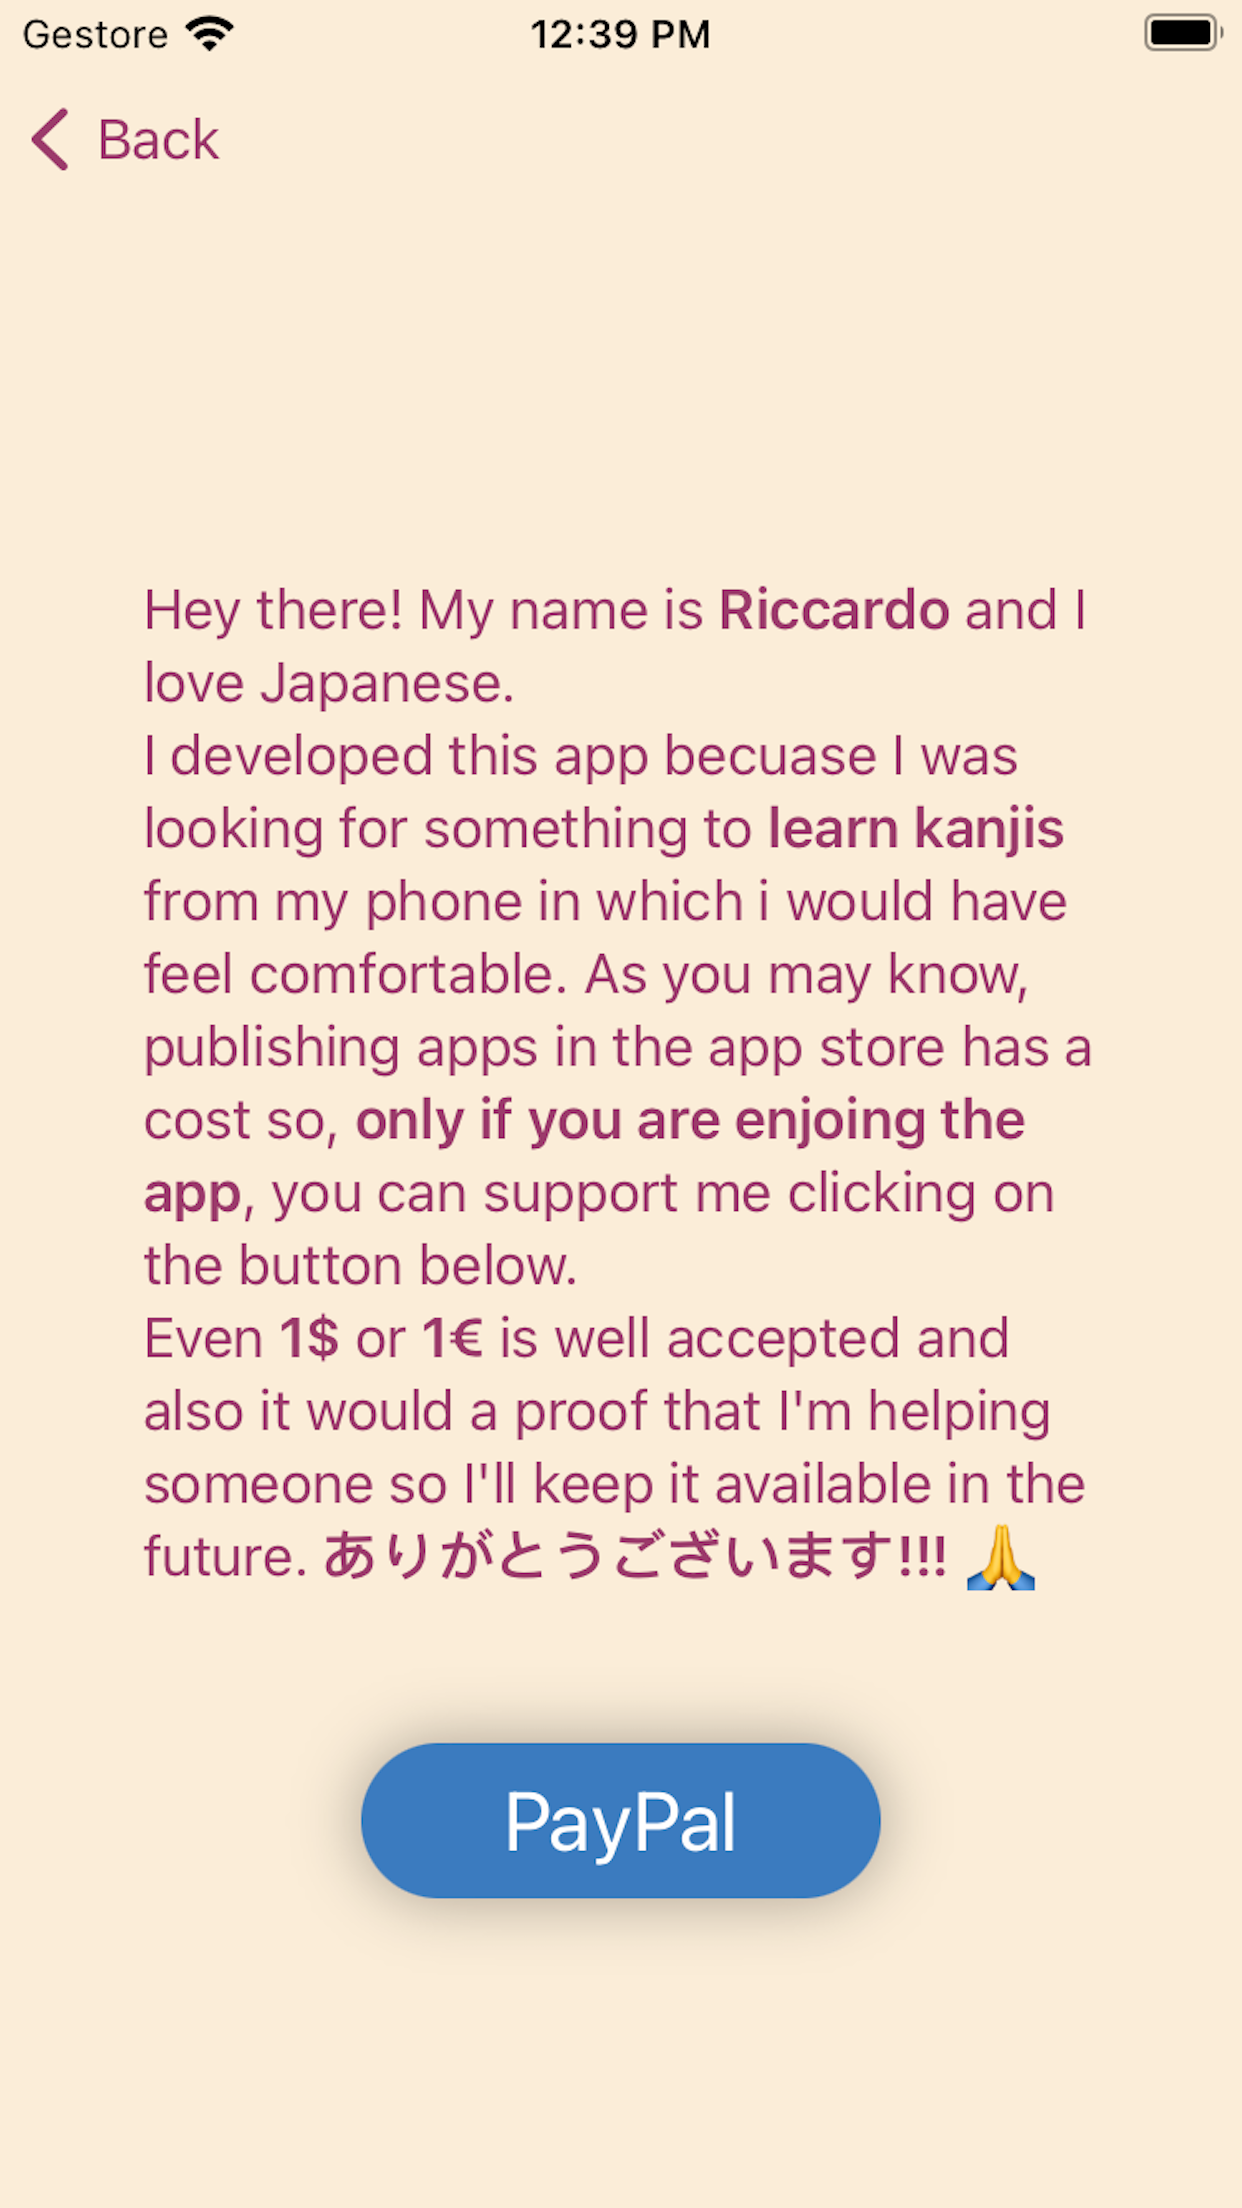 Gestore
12:39 PM
Back
Hey there! My name is Riccardo and I
love Japanese.
I developed this app becuase I was
looking for something to learn kanjis
from my phone in which i would have
feel comfortable. As you may know,
publishing apps in the app store has a
cost so, only if you are enjoing the
app, you can support me clicking on
the button below.
Even 1$ or 1€ is well accepted and
also it would a proof that I'm helping
someone so I'll keep it available in the
future. ありがとうございます!!! 🙏
PayPal